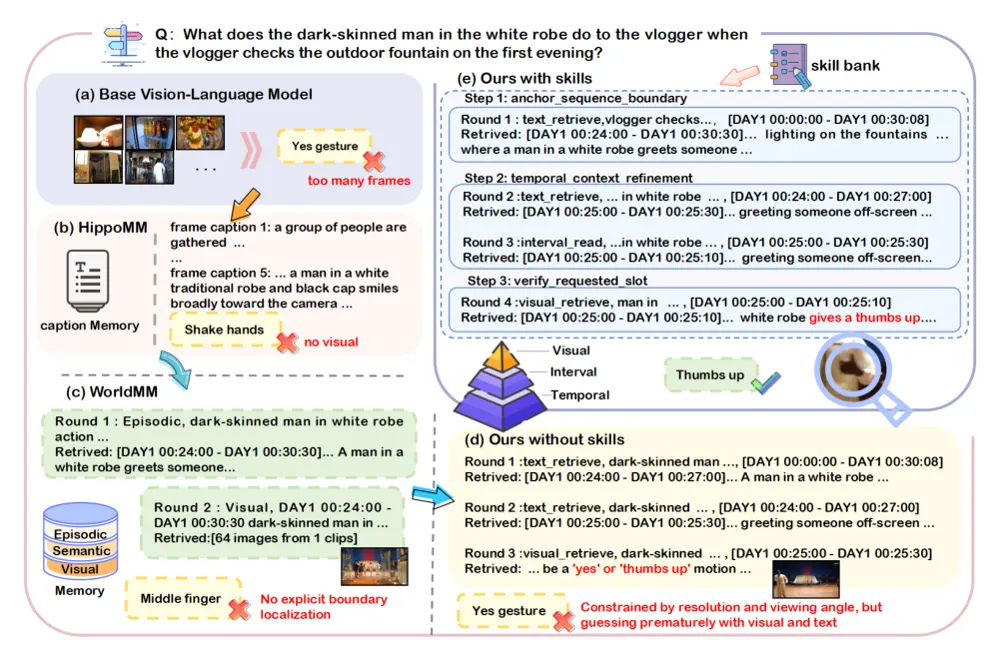 Q: What does the dark-skinned man in the white robe do to the vlogger when
the vlogger checks the outdoor fountain on the first evening?
(a) Base Vision-Language Model
. . .
Yes gesture
too many frames
(b) HippoMM
caption Memory
frame caption 1: a group of people are
gathered ...
...
frame caption 5: ... a man in a white
traditional robe and black cap smiles
broadly toward the camera ...
Shake hands
no visual
(c) WorldMM
Round 1 : Episodic, dark-skinned man in white robe
action ...
Retrived: [DAY1 00:24:00 - DAY1 00:30:30]... A man in a
white robe greets someone...
Round 2 : Visual, DAY1 00:24:00 -
DAY1 00:30:30 dark-skinned man in ...
Retrived:[64 images from 1 clips]
Episodic
Semantic
Visual
Memory
Middle finger
No explicit boundary
localization
skill bank
(e) Ours with skills
Step 1: anchor_sequence_boundary
Round 1 : text_retrieve,vlogger checks..., [DAY1 00:00:00 - DAY1 00:30:08]
Retrived: [DAY1 00:24:00 - DAY1 00:30:30]... lighting on the fountains ...
where a man in a white robe greets someone ...
Step 2: temporal_context_refinement
Round 2 :text_retrieve, ... in white robe ... , [DAY1 00:24:00 - DAY1 00:27:00]
Retrived: [DAY1 00:25:00 - DAY1 00:25:30]... greeting someone off-screen ...
Round 3 :interval_read, ...in white robe ... , [DAY1 00:25:00 - DAY1 00:25:30]
Retrived: [DAY1 00:25:00 - DAY1 00:25:10]... greeting someone off-screen...
Step 3: verify_requested_slot
Round 4 :visual_retrieve, man in ... , [DAY1 00:25:00 - DAY1 00:25:10]
Retrived: [DAY1 00:25:00 - DAY1 00:25:10]... white robe gives a thumbs up....
Visual
Interval
Temporal
Thumbs up
(d) Ours without skills
Round 1 :text_retrieve, dark-skinned man ..., [DAY1 00:00:00 - DAY1 00:30:08]
Retrived: [DAY1 00:24:00 - DAY1 00:27:00]... A man in a white robe ...
Round 2 :text_retrieve, dark-skinned ... , [DAY1 00:24:00 - DAY1 00:27:00]
Retrived: [DAY1 00:25:00 - DAY1 00:25:30]... greeting someone off-screen ...
Round 3 :visual_retrieve, dark-skinned ... , [DAY1 00:25:00 - DAY1 00:25:30]
Retrived: ... be a 'yes' or 'thumbs up' motion ...
Yes gesture
Constrained by resolution and viewing angle, but
guessing prematurely with visual and text